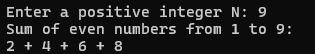 Enter a positive integer N: 9
Sum of even numbers from 1 to 9:
2 + 4 + 6 + 8